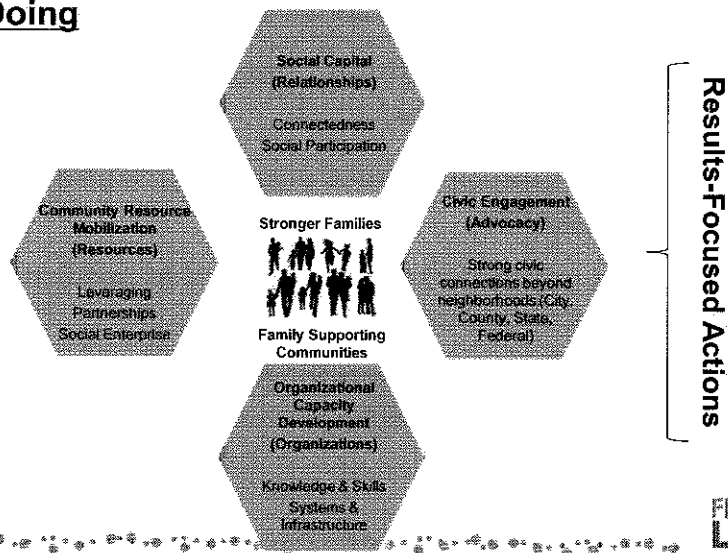 Doing
Social Capital
(Relationships)
Connectedness
Social Participation
Community Resource
Mobilization
(Resources)
Leveraging
Partnerships
Social Enterprise
Stronger Families
Family Supporting
Communities
Civic Engagement
(Advocacy)
Strong civic
connections beyond
neighborhoods (City,
County, State,
Federal)
Organizational
Capacity
Development
(Organizations)
Knowledge & Skills
Systems &
Infrastructure
Results-Focused Actions